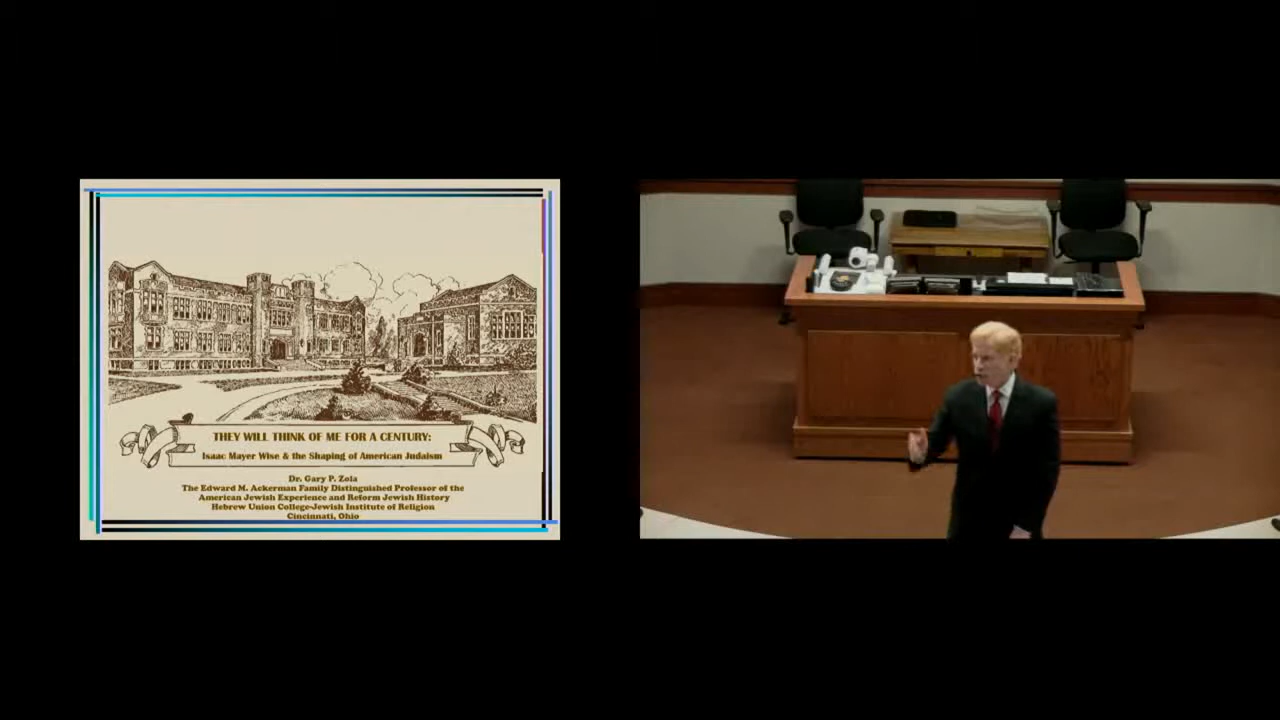 THEY WILL THINK OF ME FOR A CENTURY:
Isaac Mayer Wise & the Shaping of American Judaism
Dr. Gary P. Zola
The Edward M. Ackerman Family Distinguished Professor of the
American Jewish Experience and Reform Jewish History
Hebrew Union College-Jewish Institute of Religion
Cincinnati, Ohio